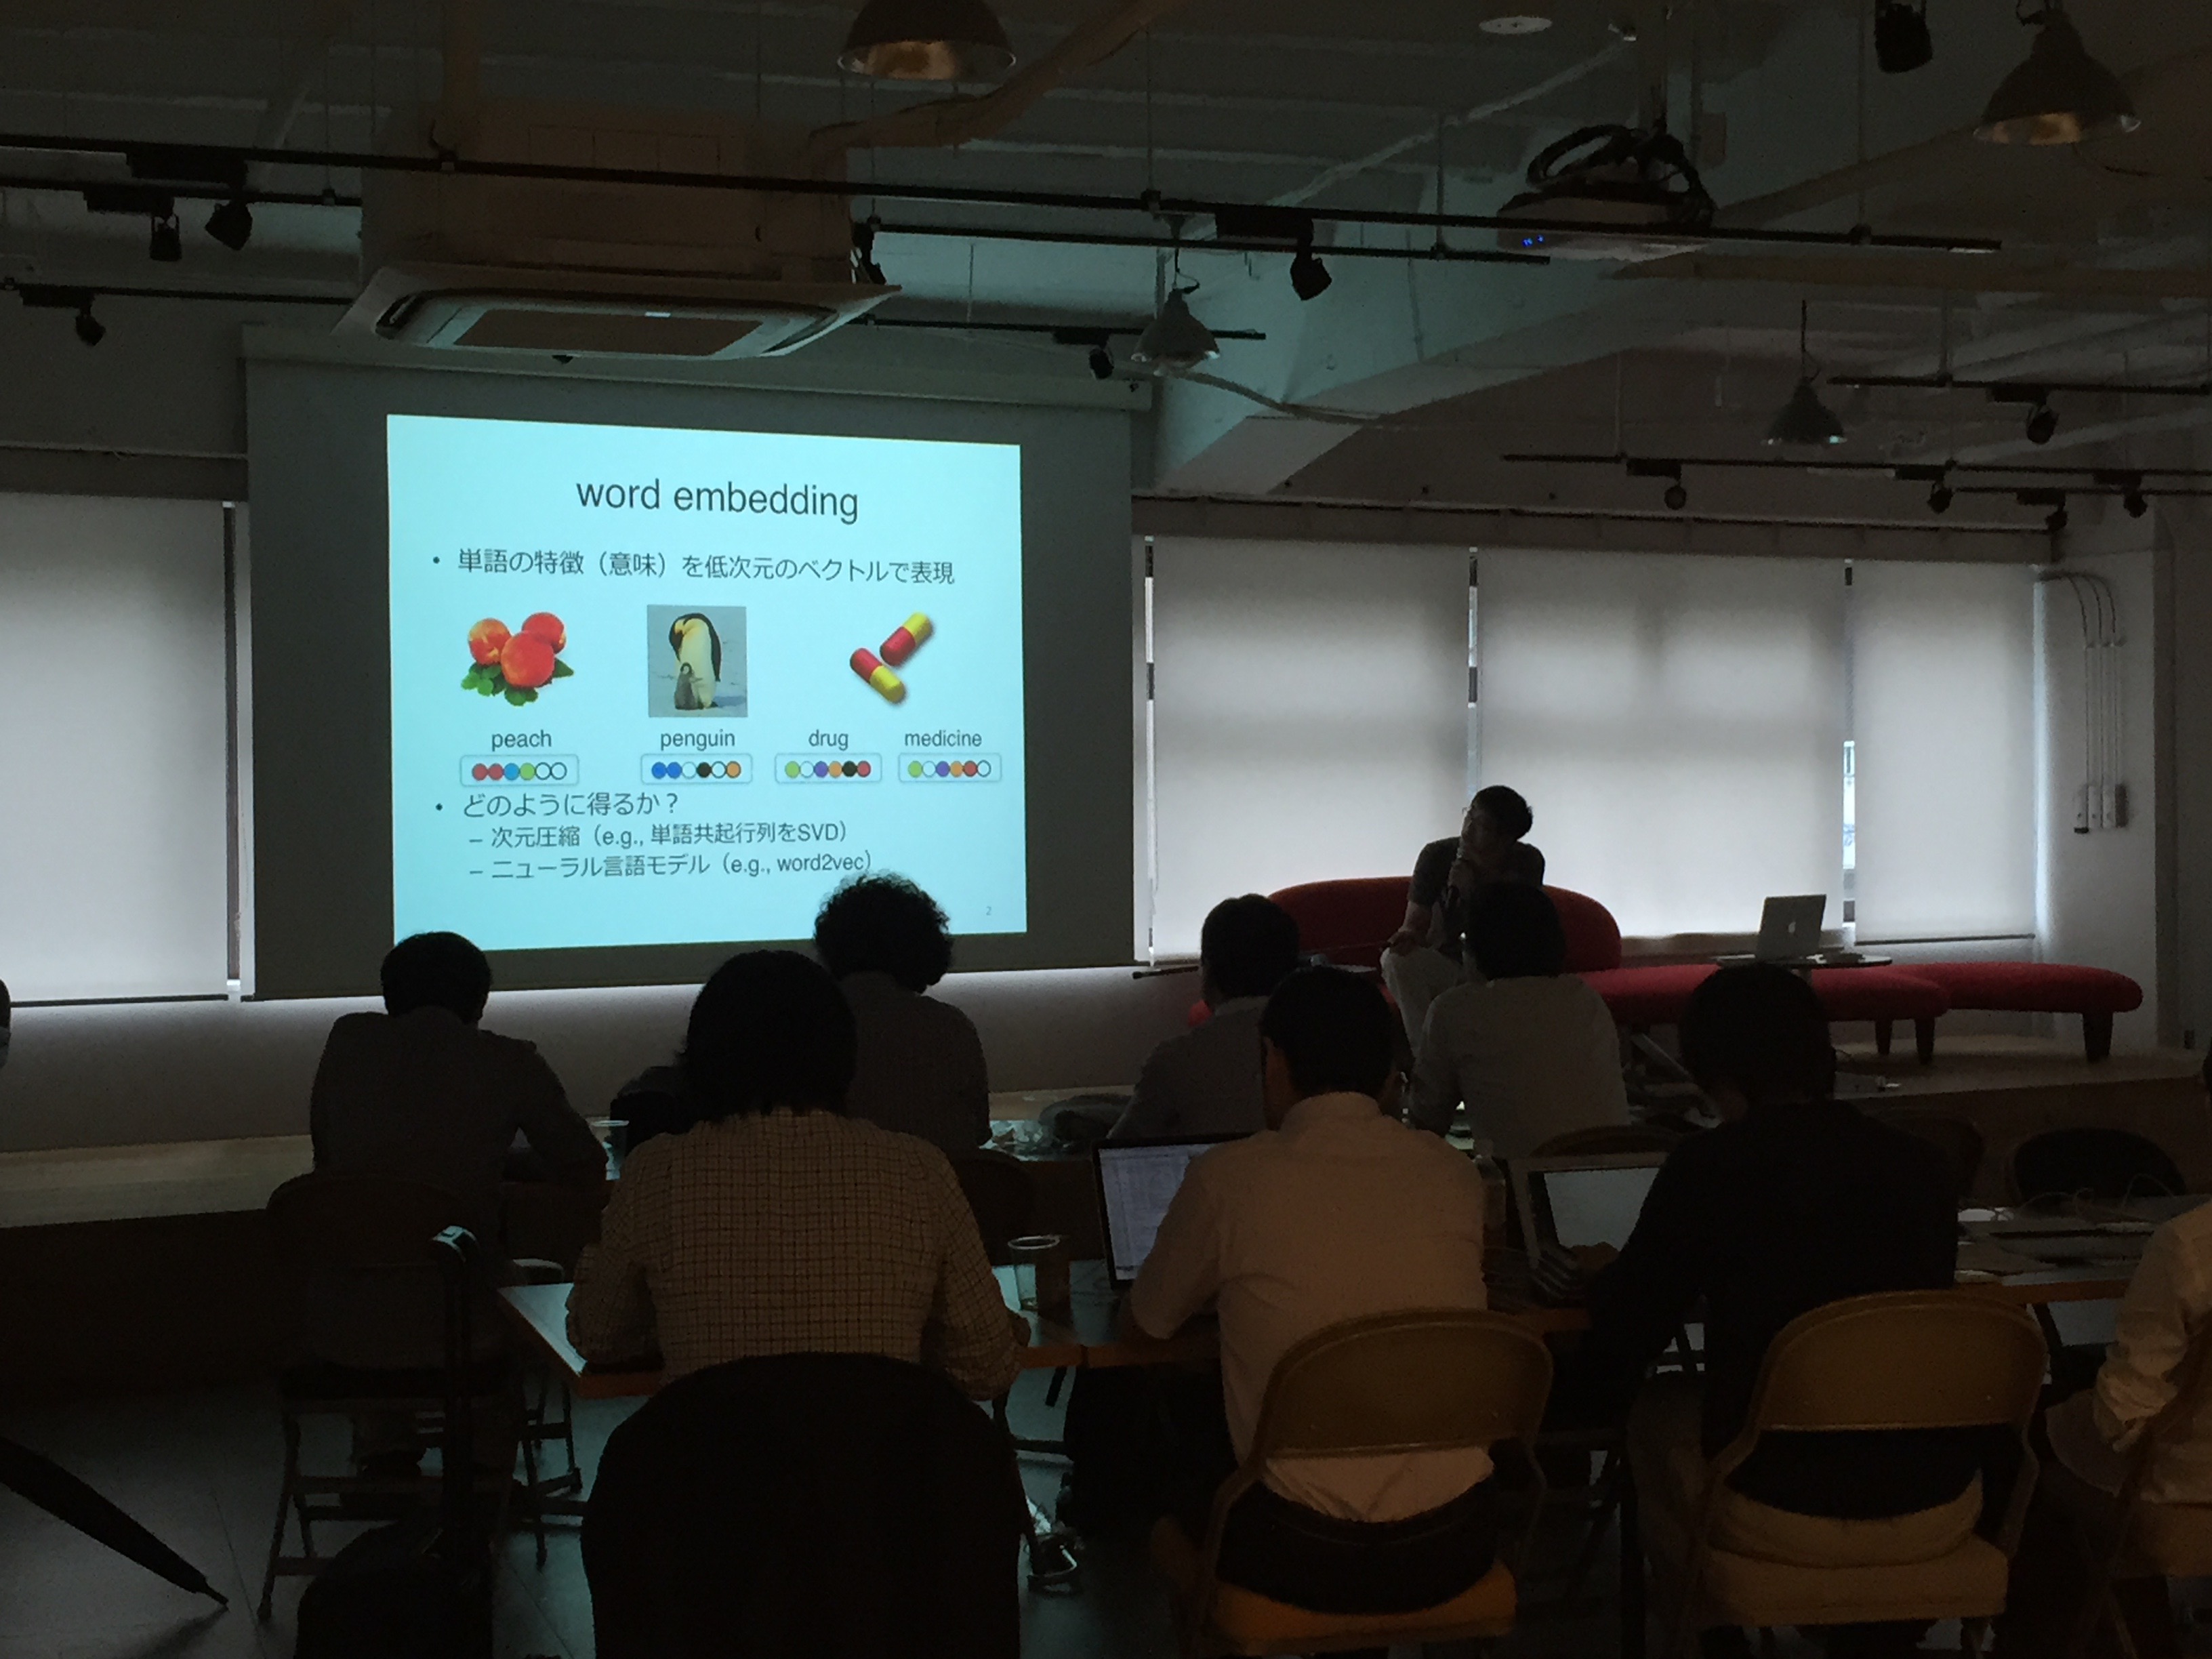 word embedding
• 単語の特徴（意味）を低次元のベクトルで表現
peach penguin drug medicine
• どのように得るか？
– 次元圧縮（e.g., 単語共起行列をSVD）
– ニューラル言語モデル（e.g., word2vec）
2